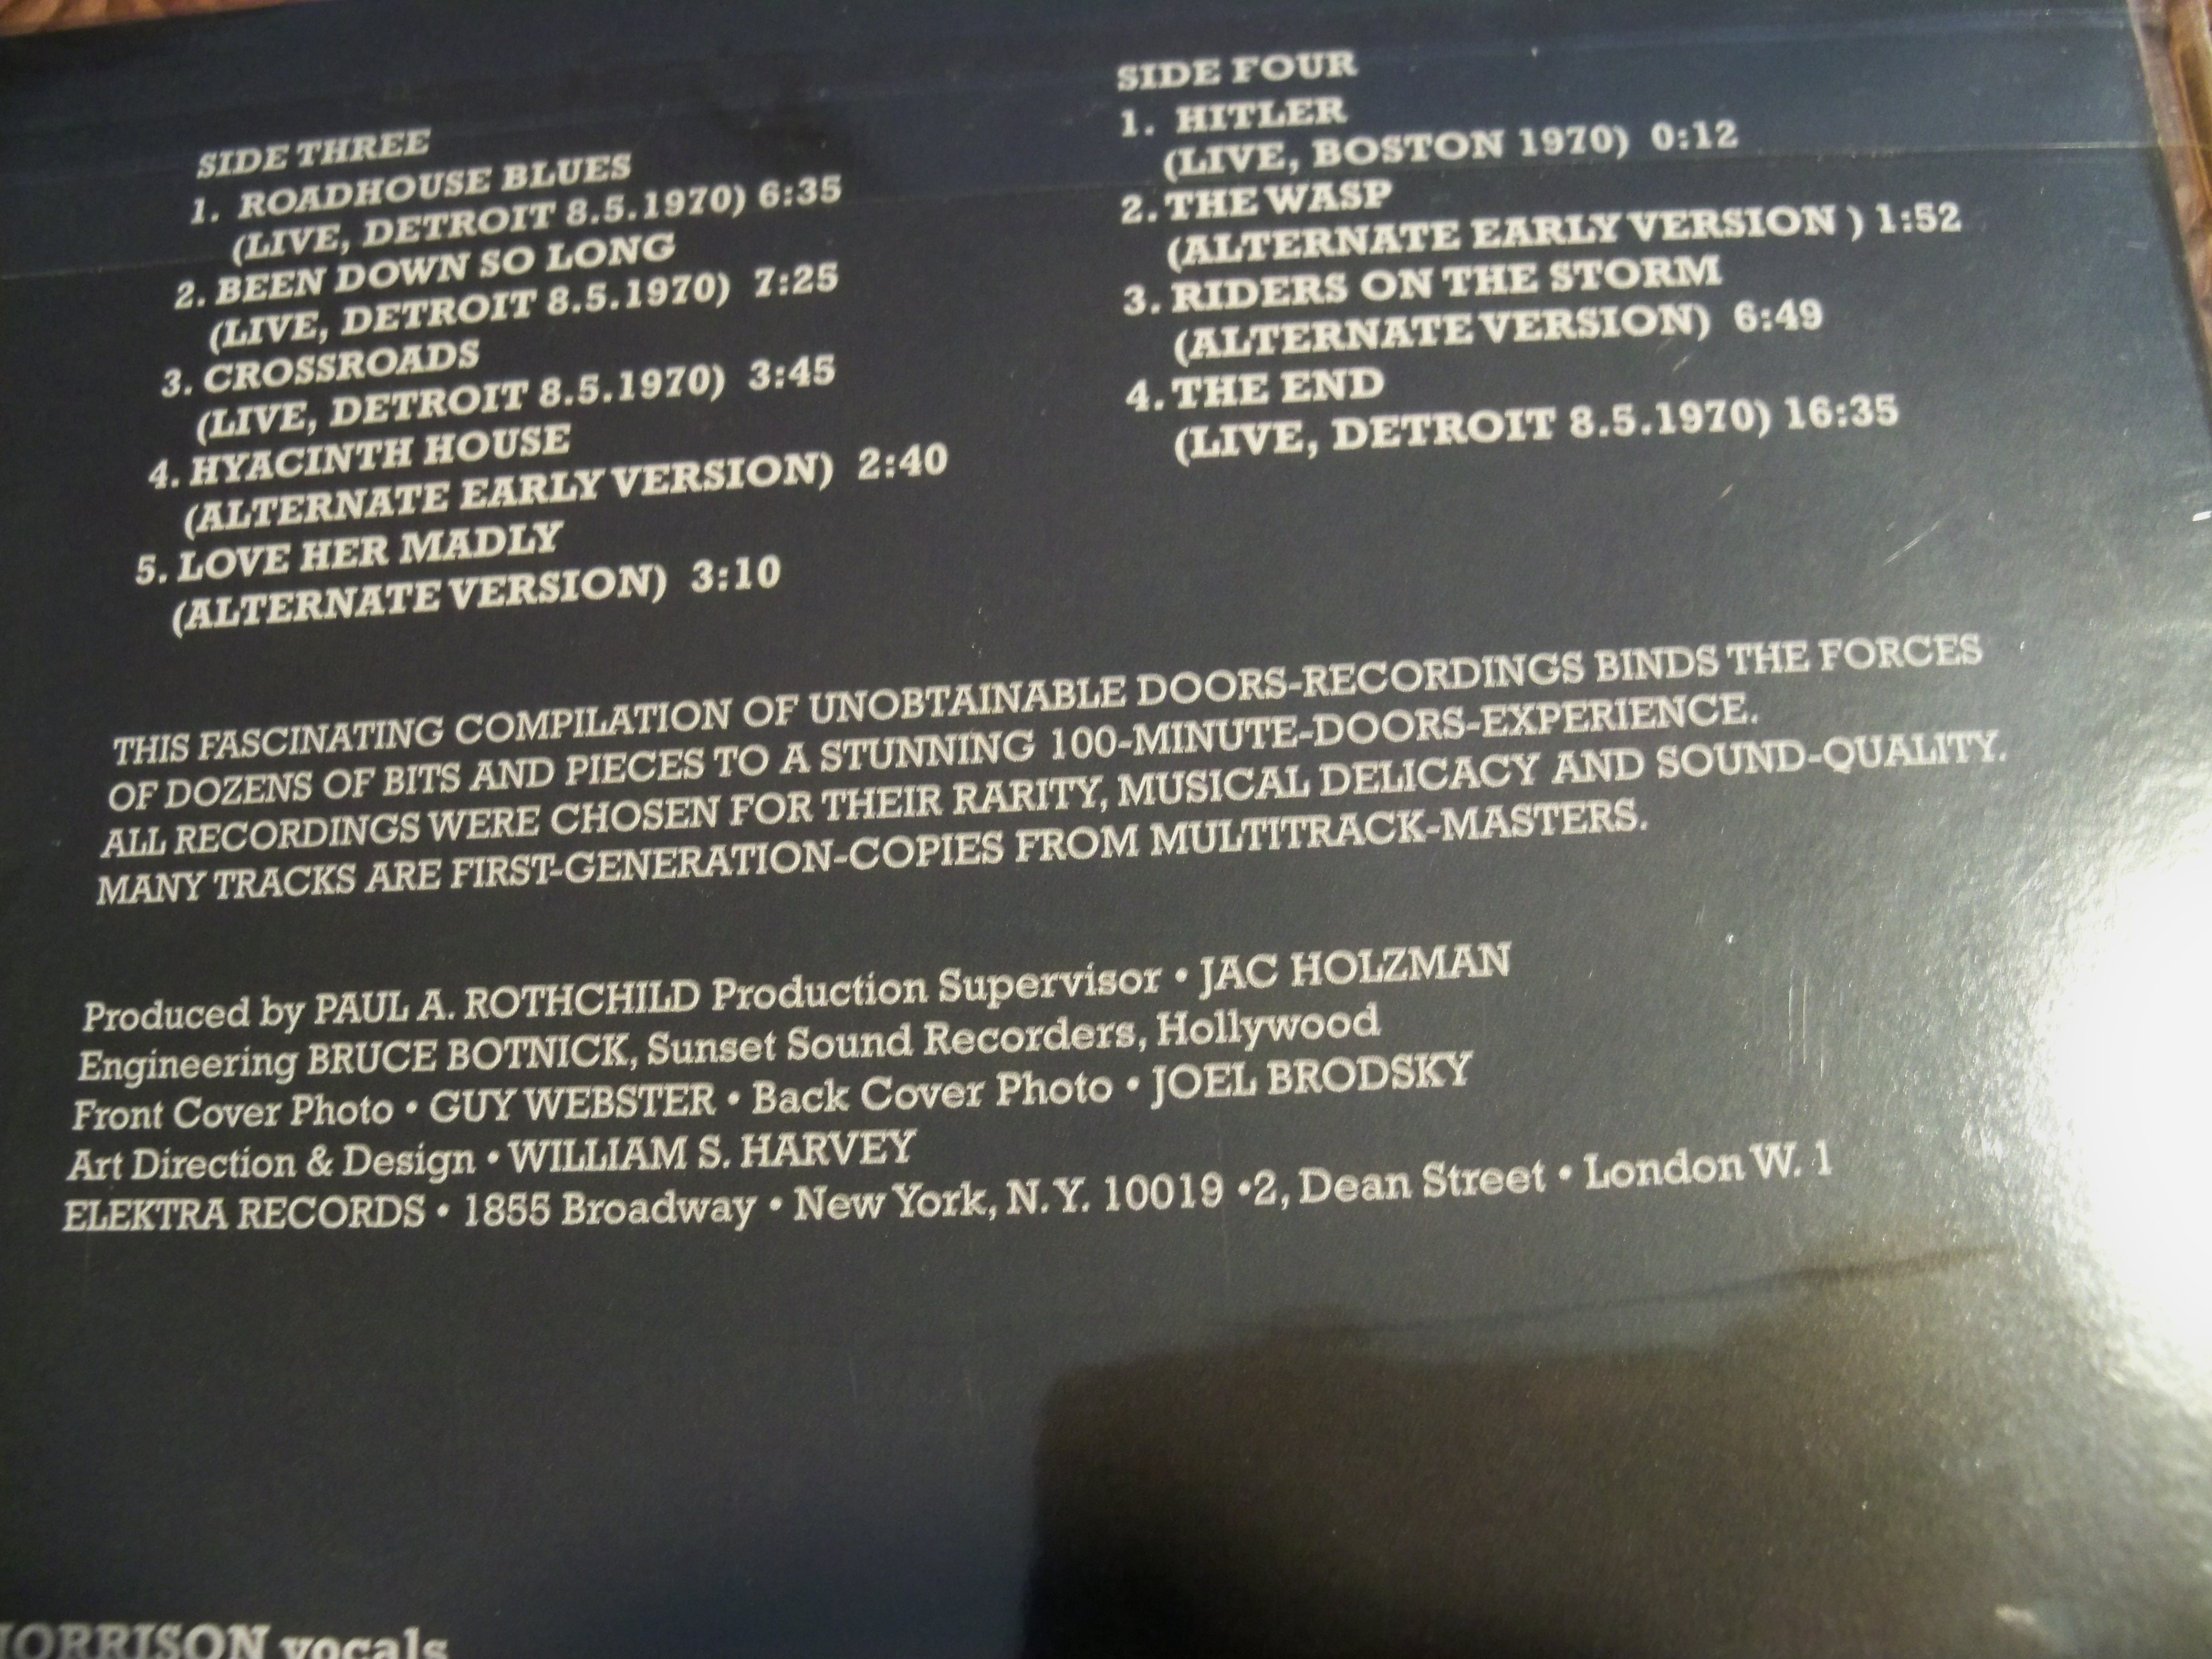 SIDE THREE
1. ROADHOUSE BLUES
(LIVE, DETROIT 8.5.1970) 6:35
2. BEEN DOWN SO LONG
(LIVE, DETROIT 8.5.1970) 7:25
3. CROSSROADS
(LIVE, DETROIT 8.5.1970) 3:45
4. HYACINTH HOUSE
(ALTERNATE EARLY VERSION) 2:40
5. LOVE HER MADLY
(ALTERNATE VERSION) 3:10
SIDE FOUR
1. HITLER
(LIVE, BOSTON 1970) 0:12
2. THE WASP
(ALTERNATE EARLY VERSION ) 1:52
3. RIDERS ON THE STORM
(ALTERNATE VERSION) 6:49
4. THE END
(LIVE, DETROIT 8.5.1970) 16:35
THIS FASCINATING COMPILATION OF UNOBTAINABLE DOORS-RECORDINGS BINDS THE FORCES
OF DOZENS OF BITS AND PIECES TO A STUNNING 100-MINUTE-DOORS-EXPERIENCE.
ALL RECORDINGS WERE CHOSEN FOR THEIR RARITY, MUSICAL DELICACY AND SOUND-QUALITY.
MANY TRACKS ARE FIRST-GENERATION-COPIES FROM MULTITRACK-MASTERS.
Produced by PAUL A. ROTHCHILD Production Supervisor • JAC HOLZMAN
Engineering BRUCE BOTNICK, Sunset Sound Recorders, Hollywood
Front Cover Photo • GUY WEBSTER • Back Cover Photo • JOEL BRODSKY
Art Direction & Design • WILLIAM S. HARVEY
ELEKTRA RECORDS • 1855 Broadway • New York, N.Y. 10019 •2, Dean Street • London W. 1
ORRISON vocals